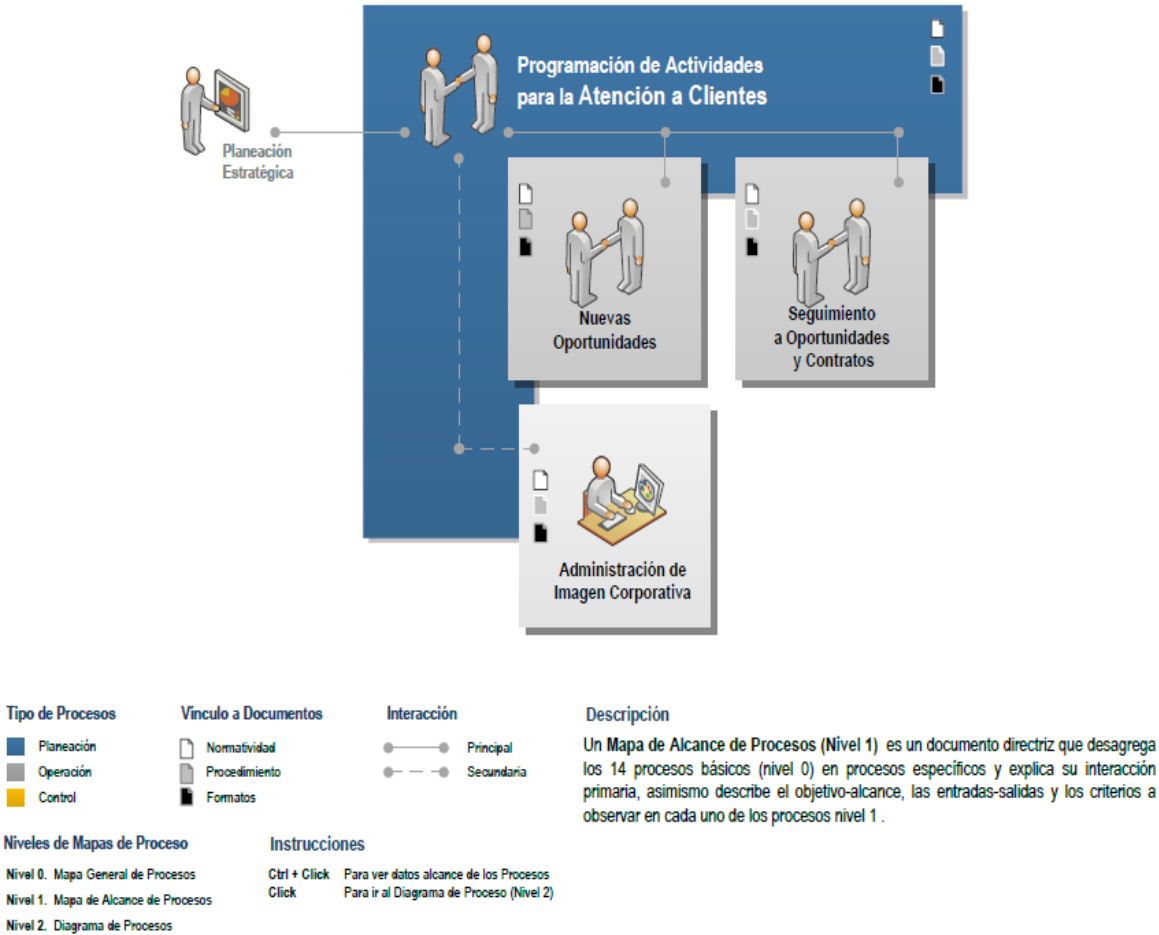 Programación de Actividades
para la Atención a Clientes
Planeación
Estratégica
Nuevas
Oportunidades
Seguimiento
a Oportunidades
y Contratos
Administración de
Imagen Corporativa
Tipo de Procesos
Planeación
Operación
Control
Vinculo a Documentos
Normatividad
Procedimiento
Formatos
Interacción
Principal
Secundaria
Descripción
Un Mapa de Alcance de Procesos (Nivel 1) es un documento directriz que desagrega
los 14 procesos básicos (nivel 0) en procesos específicos y explica su interacción
primaria, asimismo describe el objetivo-alcance, las entradas-salidas y los criterios a
observar en cada uno de los procesos nivel 1 .
Niveles de Mapas de Proceso
Nivel 0. Mapa General de Procesos
Nivel 1. Mapa de Alcance de Procesos
Nivel 2. Diagrama de Procesos
Instrucciones
Ctrl + Click Para ver datos alcance de los Procesos
Click Para ir al Diagrama de Proceso (Nivel 2)